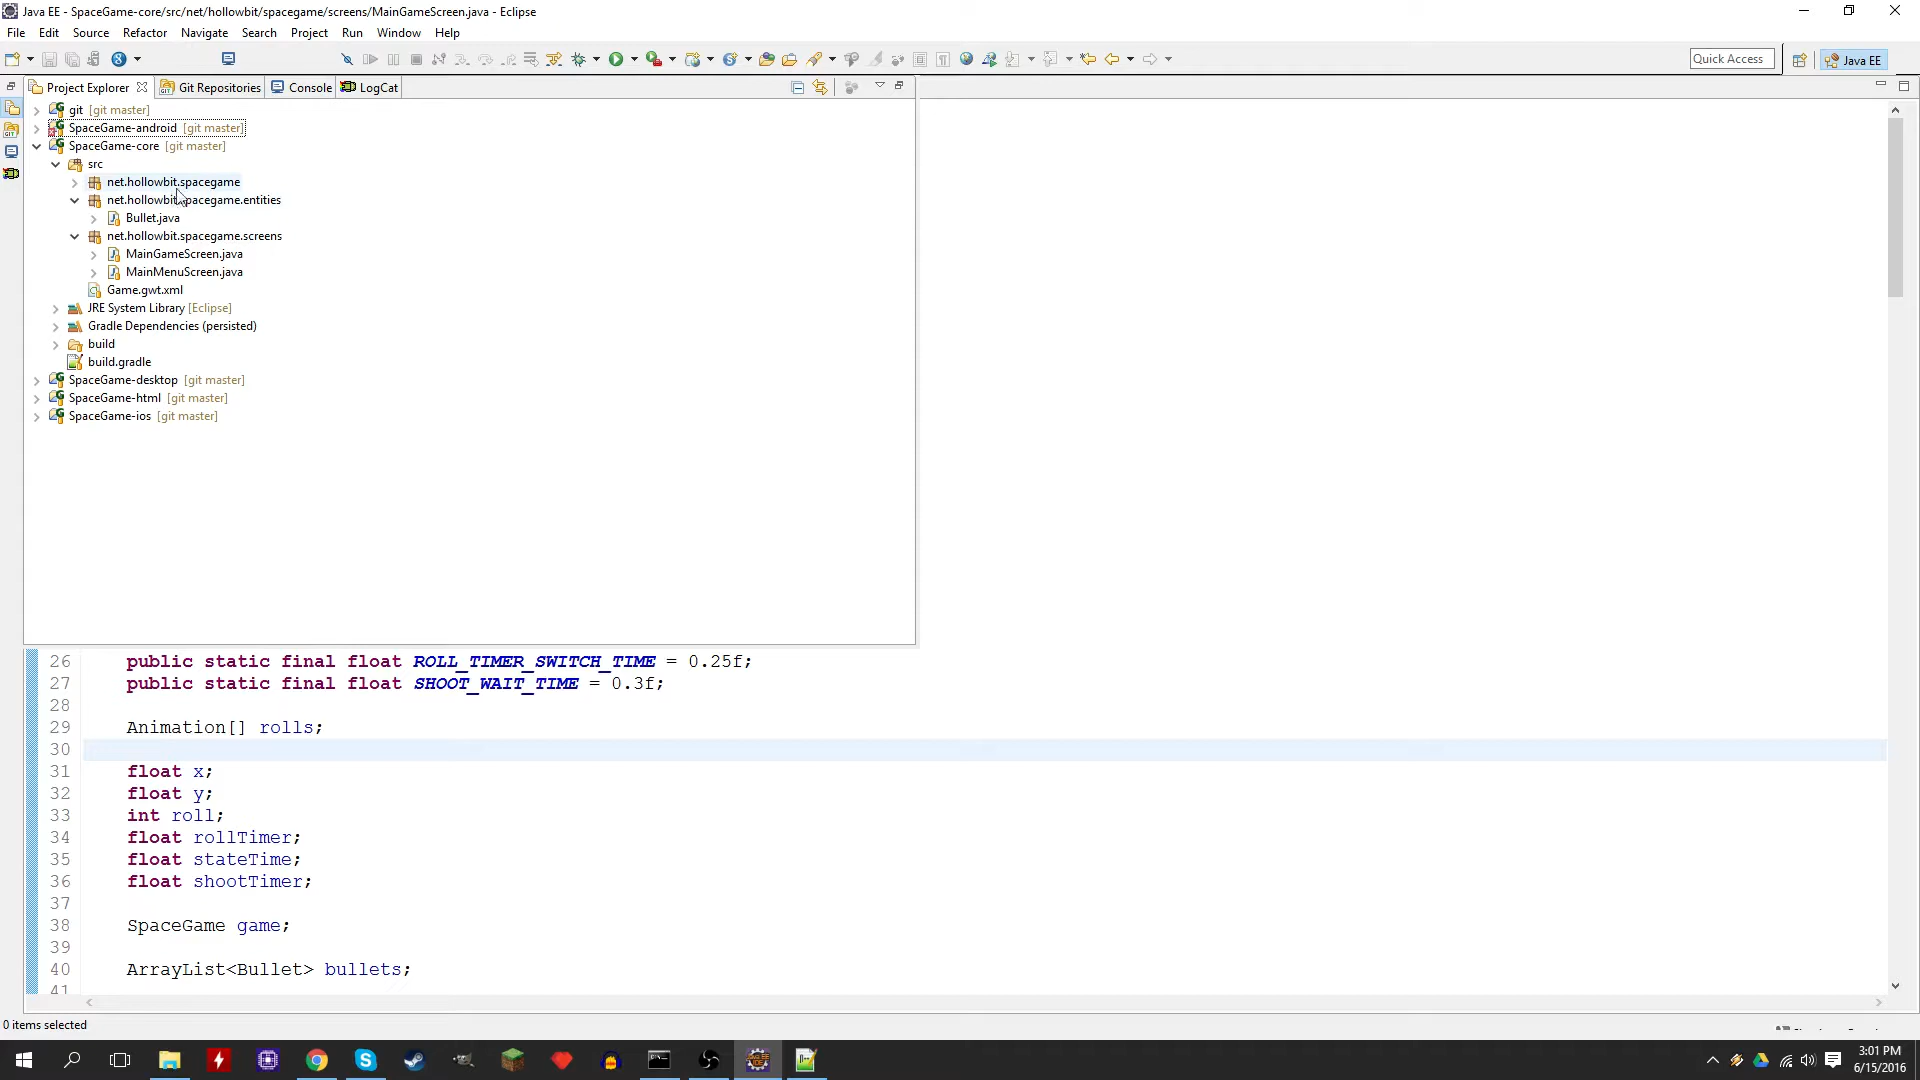 Java EE - SpaceGame-core/src/net/hollowbit/spacegame/screens/MainGameScreen.java - Eclipse
File Edit Source Refactor Navigate Search Project Run Window Help
Quick Access Java EE
Project Explorer Git Repositories Console LogCat
git [git master]
SpaceGame-android [git master]
SpaceGame-core [git master]
src
net.hollowbit.spacegame
net.hollowbit.spacegame.entities
Bullet.java
net.hollowbit.spacegame.screens
MainGameScreen.java
MainMenuScreen.java
Game.gwt.xml
JRE System Library [Eclipse]
Gradle Dependencies (persisted)
build
build.gradle
SpaceGame-desktop [git master]
SpaceGame-html [git master]
SpaceGame-ios [git master]
26 public static final float ROLL_TIMER_SWITCH_TIME = 0.25f;
27 public static final float SHOOT_WAIT_TIME = 0.3f;
28
29 Animation[] rolls;
30
31 float x;
32 float y;
33 int roll;
34 float rollTimer;
35 float stateTime;
36 float shootTimer;
37
38 SpaceGame game;
39
40 ArrayList<Bullet> bullets;
41
0 items selected
3:01 PM
6/15/2016